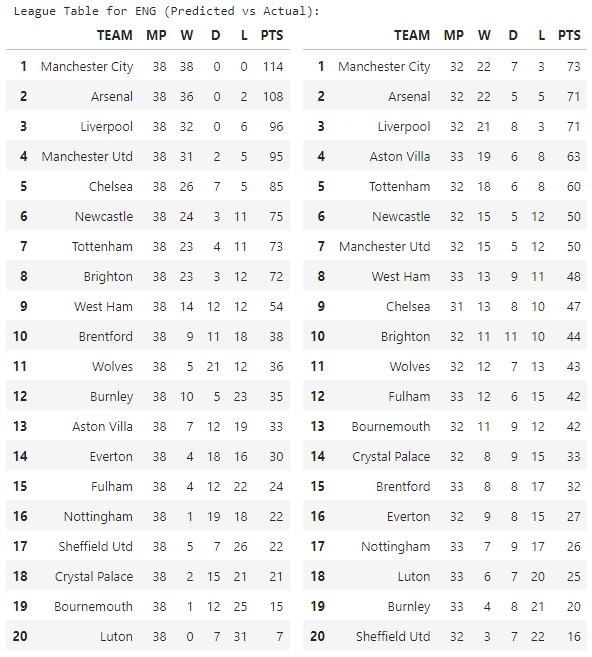 League Table for ENG (Predicted vs Actual):
TEAM MP W D L PTS TEAM MP W D L PTS
1 Manchester City 38 38 0 0 114 1 Manchester City 32 22 7 3 73
2 Arsenal 38 36 0 2 108 2 Arsenal 32 22 5 5 71
3 Liverpool 38 32 0 6 96 3 Liverpool 32 21 8 3 71
4 Manchester Utd 38 31 2 5 95 4 Aston Villa 33 19 6 8 63
5 Chelsea 38 26 7 5 85 5 Tottenham 32 18 6 8 60
6 Newcastle 38 24 3 11 75 6 Newcastle 32 15 5 12 50
7 Tottenham 38 23 4 11 73 7 Manchester Utd 32 15 5 12 50
8 Brighton 38 23 3 12 72 8 West Ham 33 13 9 11 48
9 West Ham 38 14 12 12 54 9 Chelsea 31 13 8 10 47
10 Brentford 38 9 11 18 38 10 Brighton 32 11 11 10 44
11 Wolves 38 5 21 12 36 11 Wolves 32 12 7 13 43
12 Burnley 38 10 5 23 35 12 Fulham 33 12 6 15 42
13 Aston Villa 38 7 12 19 33 13 Bournemouth 32 11 9 12 42
14 Everton 38 4 18 16 30 14 Crystal Palace 32 8 9 15 33
15 Fulham 38 4 12 22 24 15 Brentford 33 8 8 17 32
16 Nottingham 38 1 19 18 22 16 Everton 32 9 8 15 27
17 Sheffield Utd 38 5 7 26 22 17 Nottingham 33 7 9 17 26
18 Crystal Palace 38 2 15 21 21 18 Luton 33 6 7 20 25
19 Bournemouth 38 1 12 25 15 19 Burnley 33 4 8 21 20
20 Luton 38 0 7 31 7 20 Sheffield Utd 32 3 7 22 16